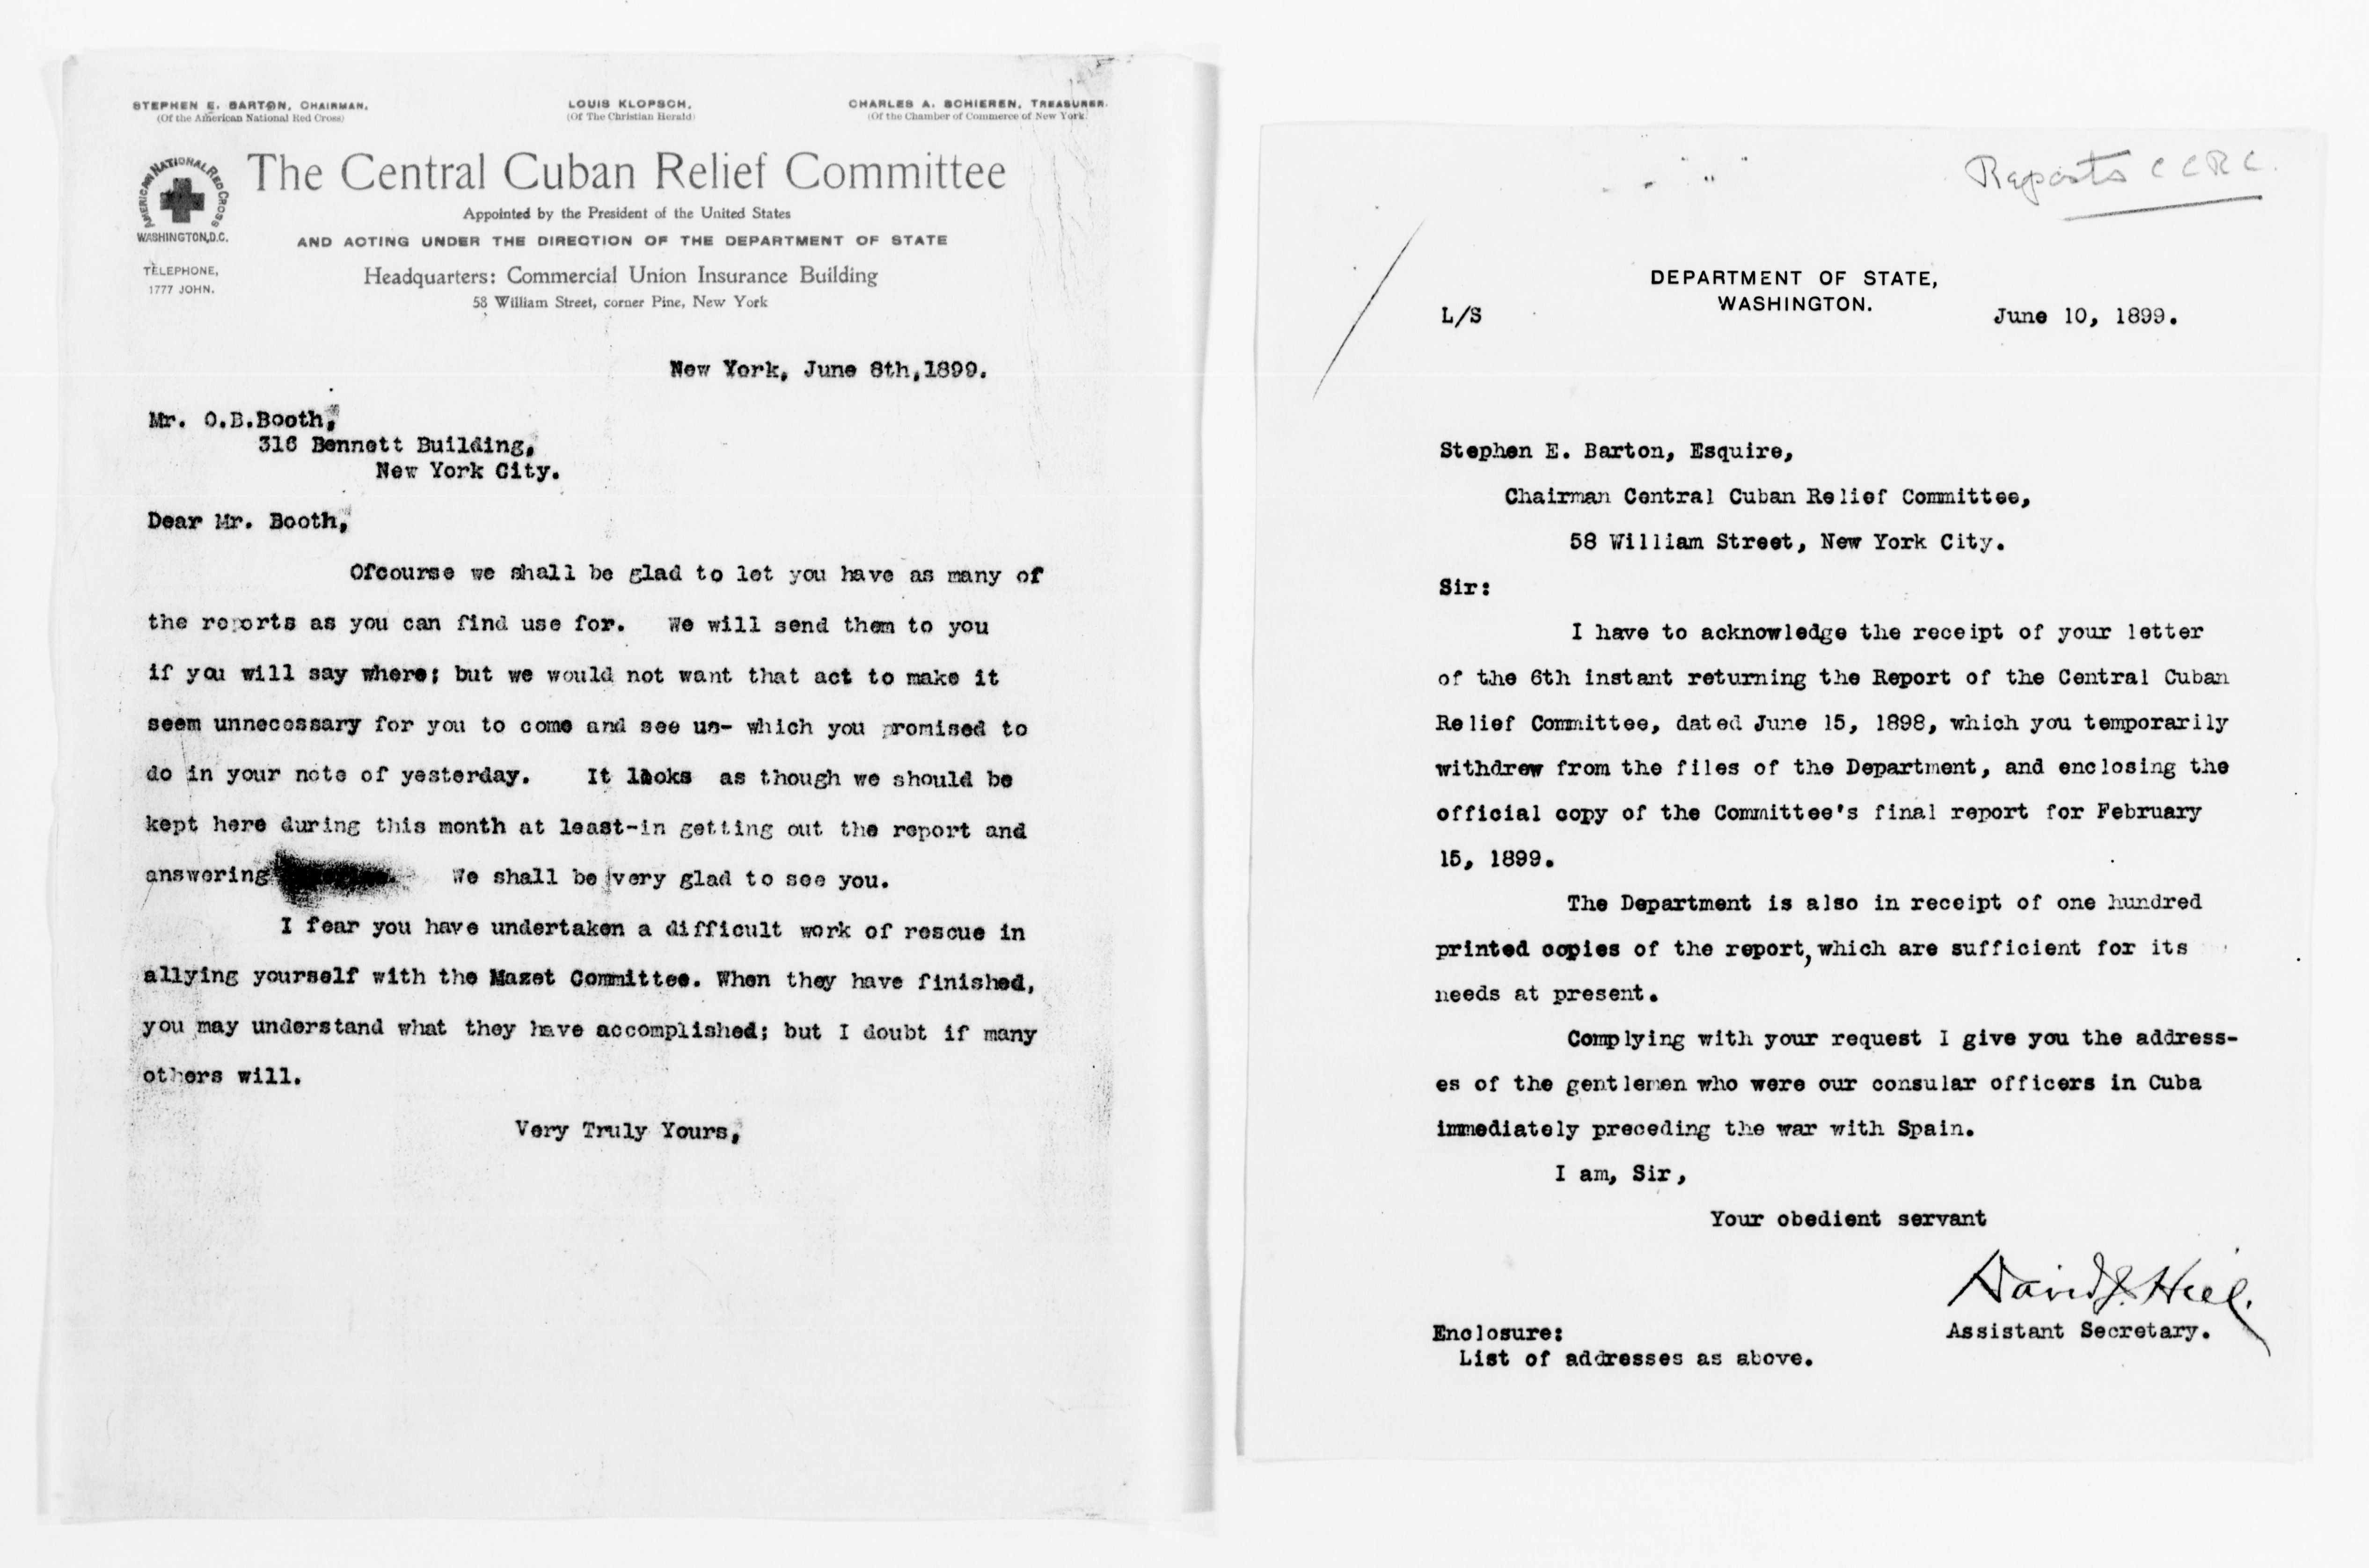 STEPHEN E. BARTON, CHAIRMAN.
(Of the American National Red Cross)
LOUIS KLOPSCH,
(Of The Christian Herald)
CHARLES A. SCHIEREN, TREASURER.
(Of the Chamber of Commerce of New York.
AMERICAN NATIONAL RED CROSS
WASHINGTON, D.C.
TELEPHONE,
1777 JOHN.
The Central Cuban Relief Committee
Appointed by the President of the United States
AND ACTING UNDER THE DIRECTION OF THE DEPARTMENT OF STATE
Headquarters: Commercial Union Insurance Building
58 William Street, corner Pine, New York
New York, June 8th,1899.
Mr. O.B.Booth,
316 Bennett Building,
New York City.
Dear Mr. Booth,
Ofcourse we shall be glad to let you have as many of
the reports as you can find use for. We will send them to you
if you will say where; but we would not want that act to make it
seem unnecessary for you to come and see us- which you promised to
do in your note of yesterday. It looks as though we should be
kept here during this month at least-in getting out the report and
answering We shall be very glad to see you.
I fear you have undertaken a difficult work of rescue in
allying yourself with the Mazet Committee. When they have finished,
you may understand what they have accomplished; but I doubt if many
others will.
Very Truly Yours,
Reports C C R C.
DEPARTMENT OF STATE,
WASHINGTON.
L/S
June 10, 1899.
Stephen E. Barton, Esquire,
Chairman Central Cuban Relief Committee,
58 William Street, New York City.
Sir:
I have to acknowledge the receipt of your letter
of the 6th instant returning the Report of the Central Cuban
Relief Committee, dated June 15, 1898, which you temporarily
withdrew from the files of the Department, and enclosing the
official copy of the Committee's final report for February
15, 1899.
The Department is also in receipt of one hundred
printed copies of the report, which are sufficient for its
needs at present.
Complying with your request I give you the address-
es of the gentlemen who were our consular officers in Cuba
immediately preceding the war with Spain.
I am, Sir,
Your obedient servant
David J. Hill.
Assistant Secretary.
Enclosure:
List of addresses as above.